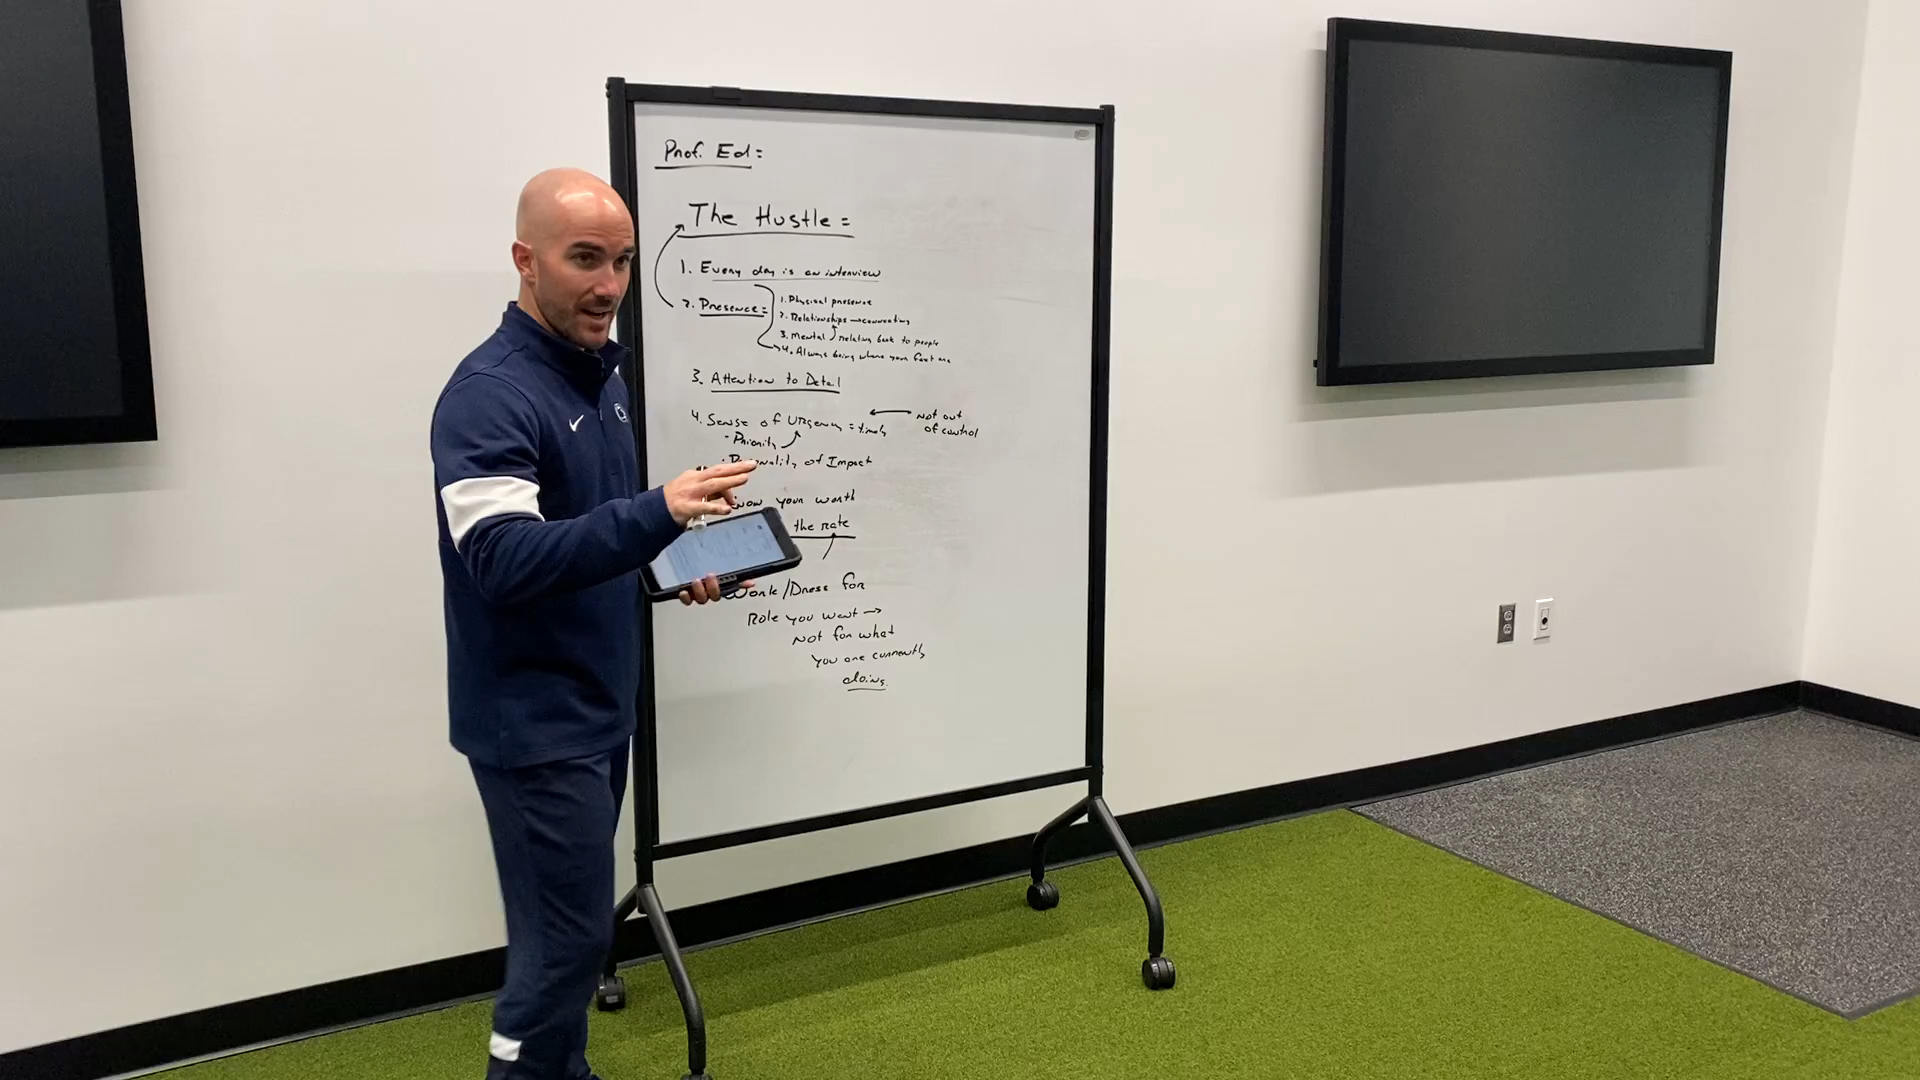 Prof. Ed:
The Hustle:
1. Every day is an interview
2. Presence:
1. Physical presence
2. Relationships → connecting
3. Mental relating back to people
4. Always being where your feet are
3. Attention to Detail
4. Sense of URgency = timely
Not out
of control
- Priority
of Impact
Know your worth
the rate
Work/Dress for
Role you want →
Not for what
you are currently
doing.